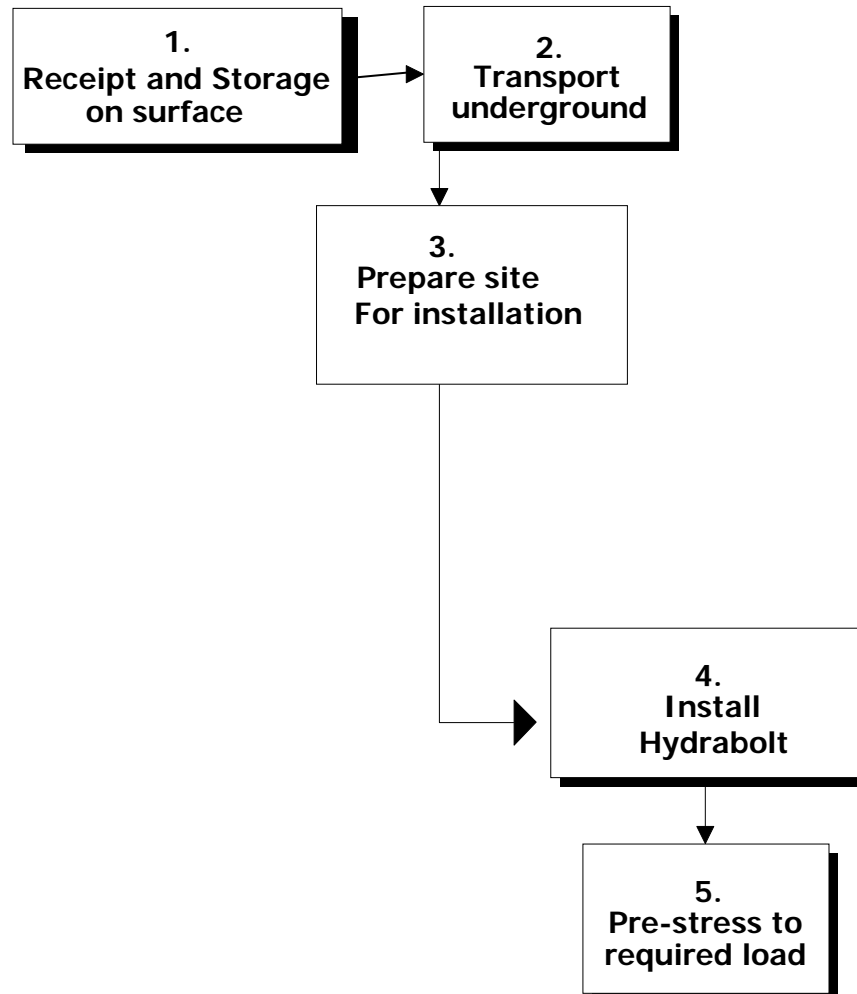 1.
Receipt and Storage
on surface
2.
Transport
underground
3.
Prepare site
For installation
4.
Install
Hydrabolt
5.
Pre-stress to
required load